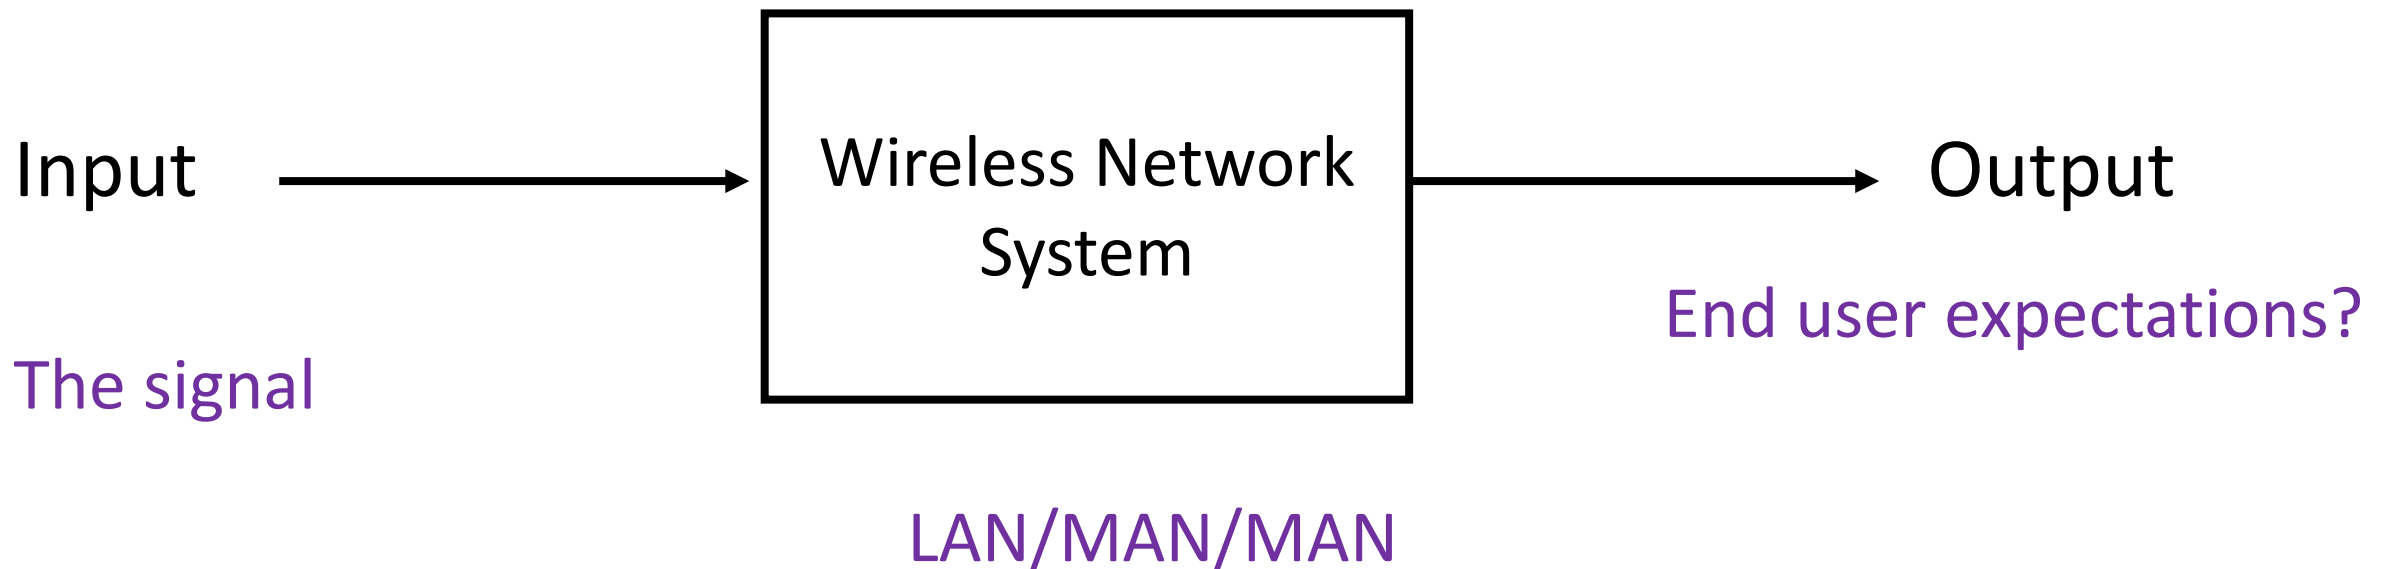 Input
Wireless Network
System
Output
The signal
End user expectations?
LAN/MAN/MAN